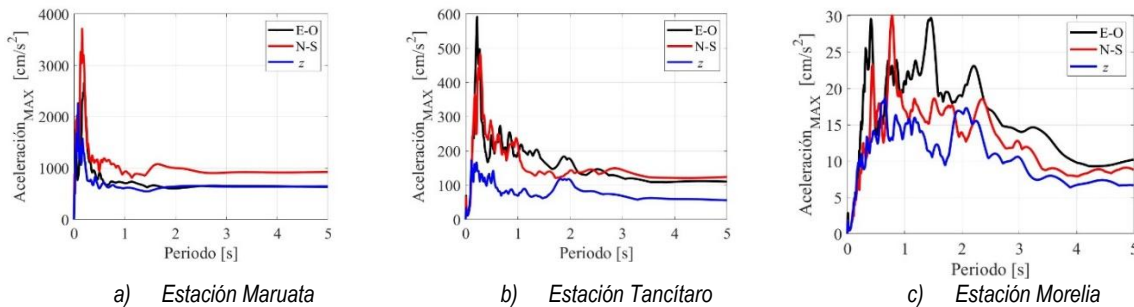 4000
3000
2000
1000
0
0 1 2 3 4 5
Aceleración_MAX [cm/s²]
Periodo [s]
E-O
N-S
z
a) Estación Maruata
600
500
400
300
200
100
0
0 1 2 3 4 5
Aceleración_MAX [cm/s²]
Periodo [s]
E-O
N-S
z
b) Estación Tancítaro
30
25
20
15
10
5
0
0 1 2 3 4 5
Aceleración_MAX [cm/s²]
Periodo [s]
E-O
N-S
z
c) Estación Morelia